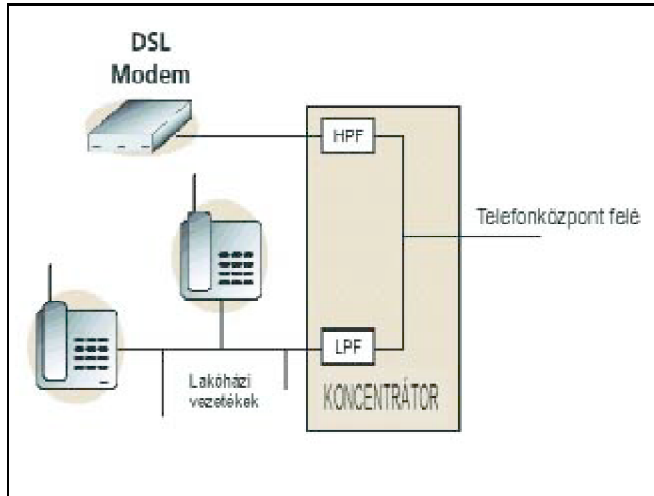 DSL
Modem
HPF
Telefonközpont felé
LPF
Lakóházi
vezetékek
KONCENTRÁTOR